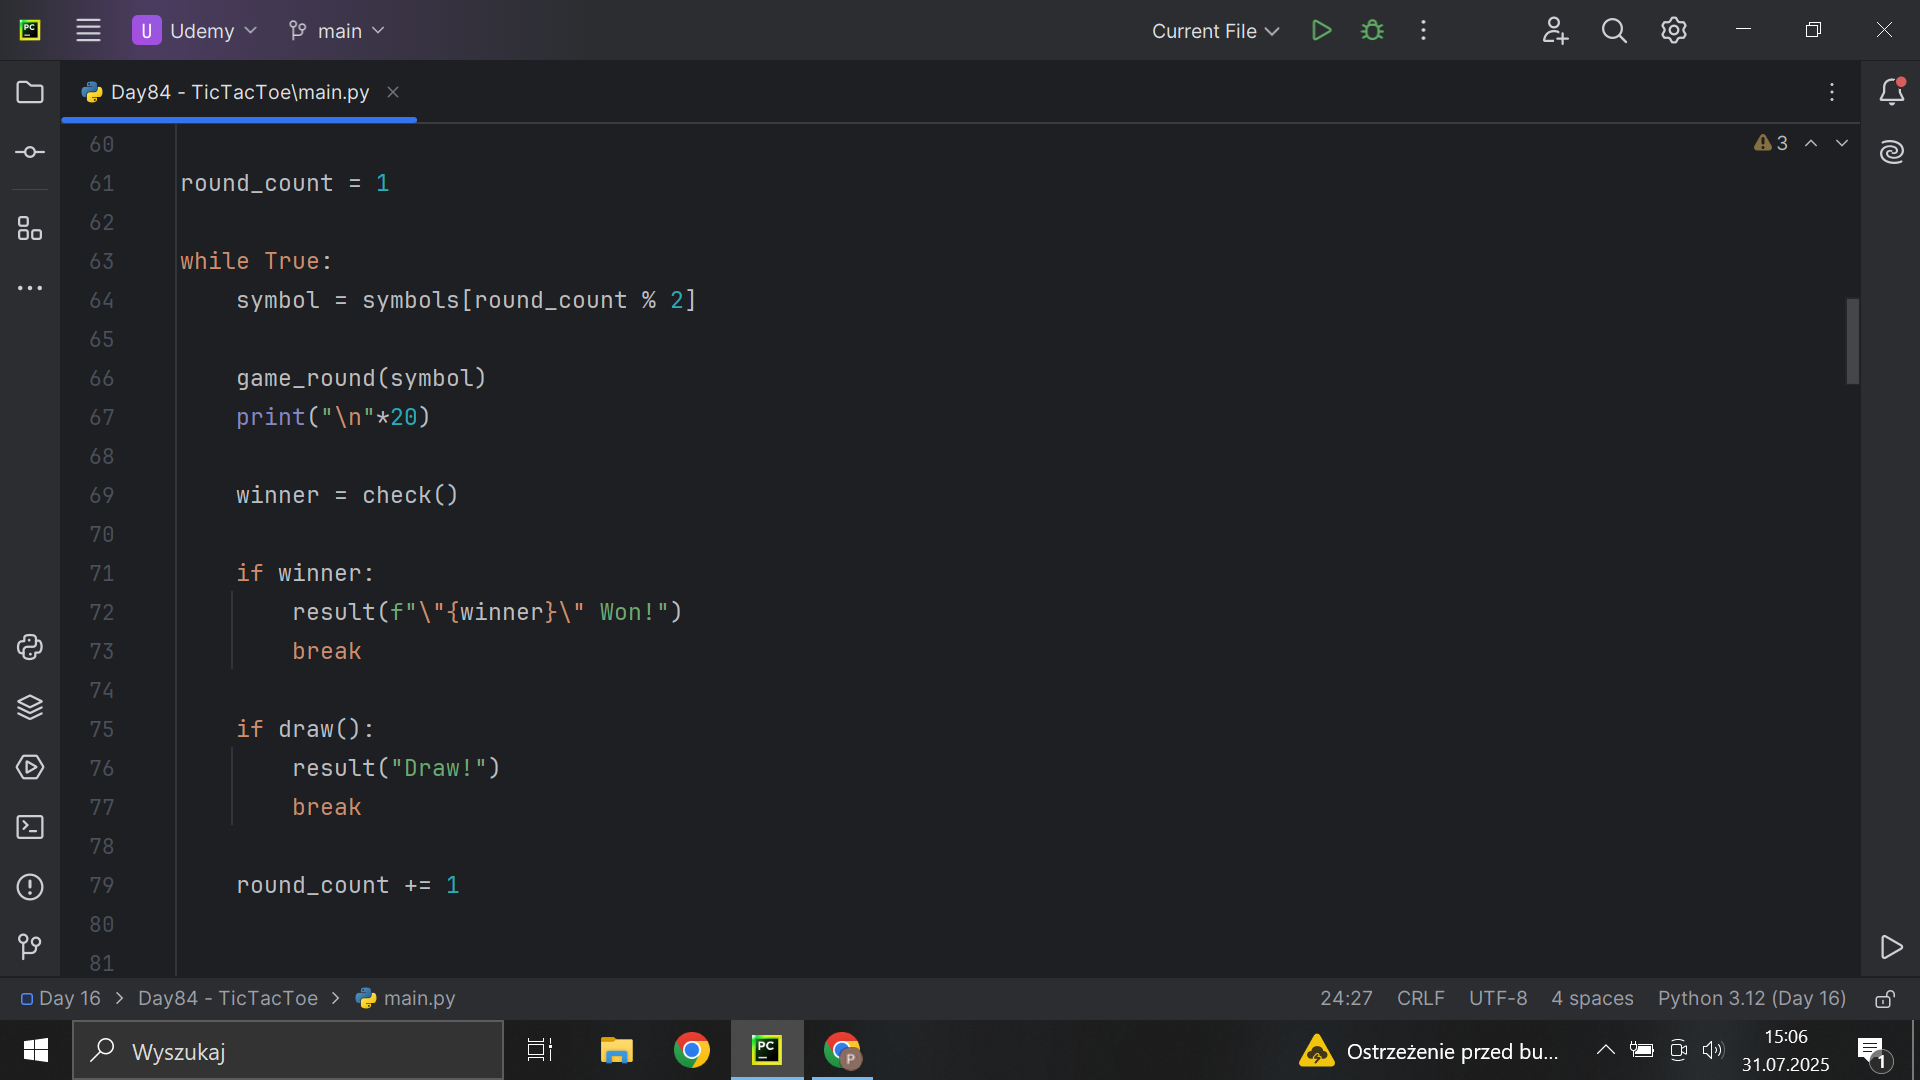 PC
U Udemy main Current File
Day84 - TicTacToe\main.py
3
60
61 round_count = 1
62
63 while True:
64     symbol = symbols[round_count % 2]
65
66     game_round(symbol)
67     print("\n"*20)
68
69     winner = check()
70
71     if winner:
72         result(f"\"{winner}\" Won!")
73         break
74
75     if draw():
76         result("Draw!")
77         break
78
79     round_count += 1
80
81
Day 16 > Day84 - TicTacToe > main.py 24:27 CRLF UTF-8 4 spaces Python 3.12 (Day 16)
Wyszukaj PC P Ostrzeżenie przed bu... 15:06
31.07.2025 1